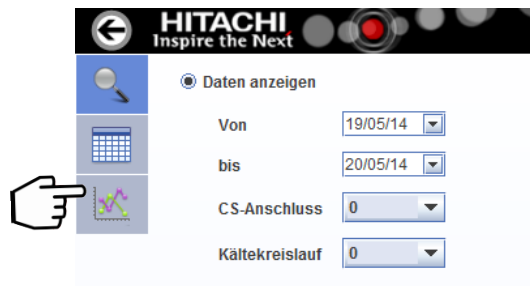 HITACHI
Inspire the Next
Daten anzeigen
Von 19/05/14
bis 20/05/14
CS-Anschluss 0
Kältekreislauf 0